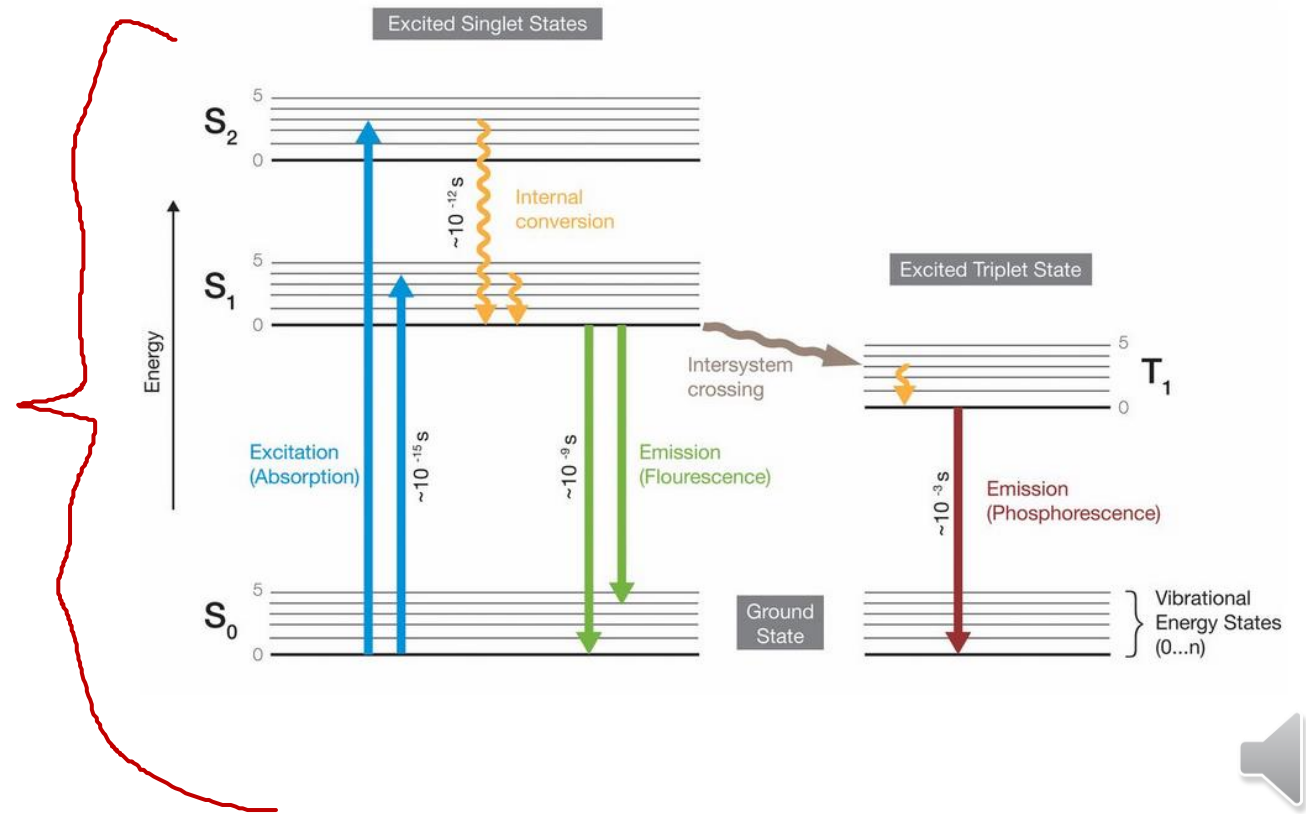 Excited Singlet States
5
S2
0
~10 -12 s
Internal
conversion
5
S1
0
Excited Triplet State
Energy
Intersystem
crossing
5
T1
0
Excitation
(Absorption)
~10 -15 s
~10 -9 s
Emission
(Flourescence)
~10 -3 s
Emission
(Phosphorescence)
5
S0
0
Ground
State
Vibrational
Energy States
(0...n)